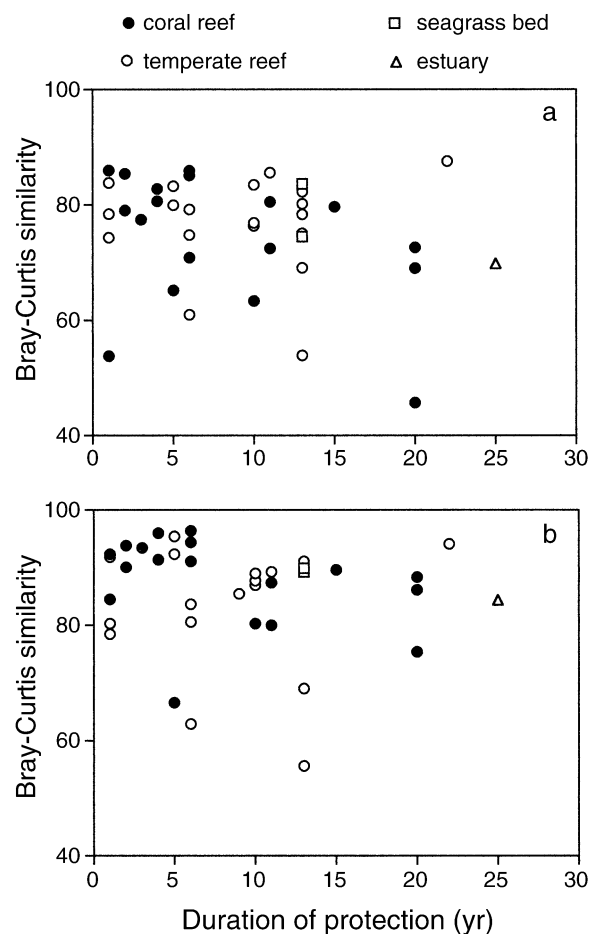 coral reef
seagrass bed
temperate reef
estuary
100
80
60
40
Bray-Curtis similarity
a
0 5 10 15 20 25 30
100
80
60
40
Bray-Curtis similarity
b
0 5 10 15 20 25 30
Duration of protection (yr)